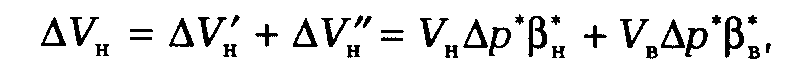 ΔVн = ΔV′н + ΔV″н = VнΔp*β*н + VвΔp*β*в,